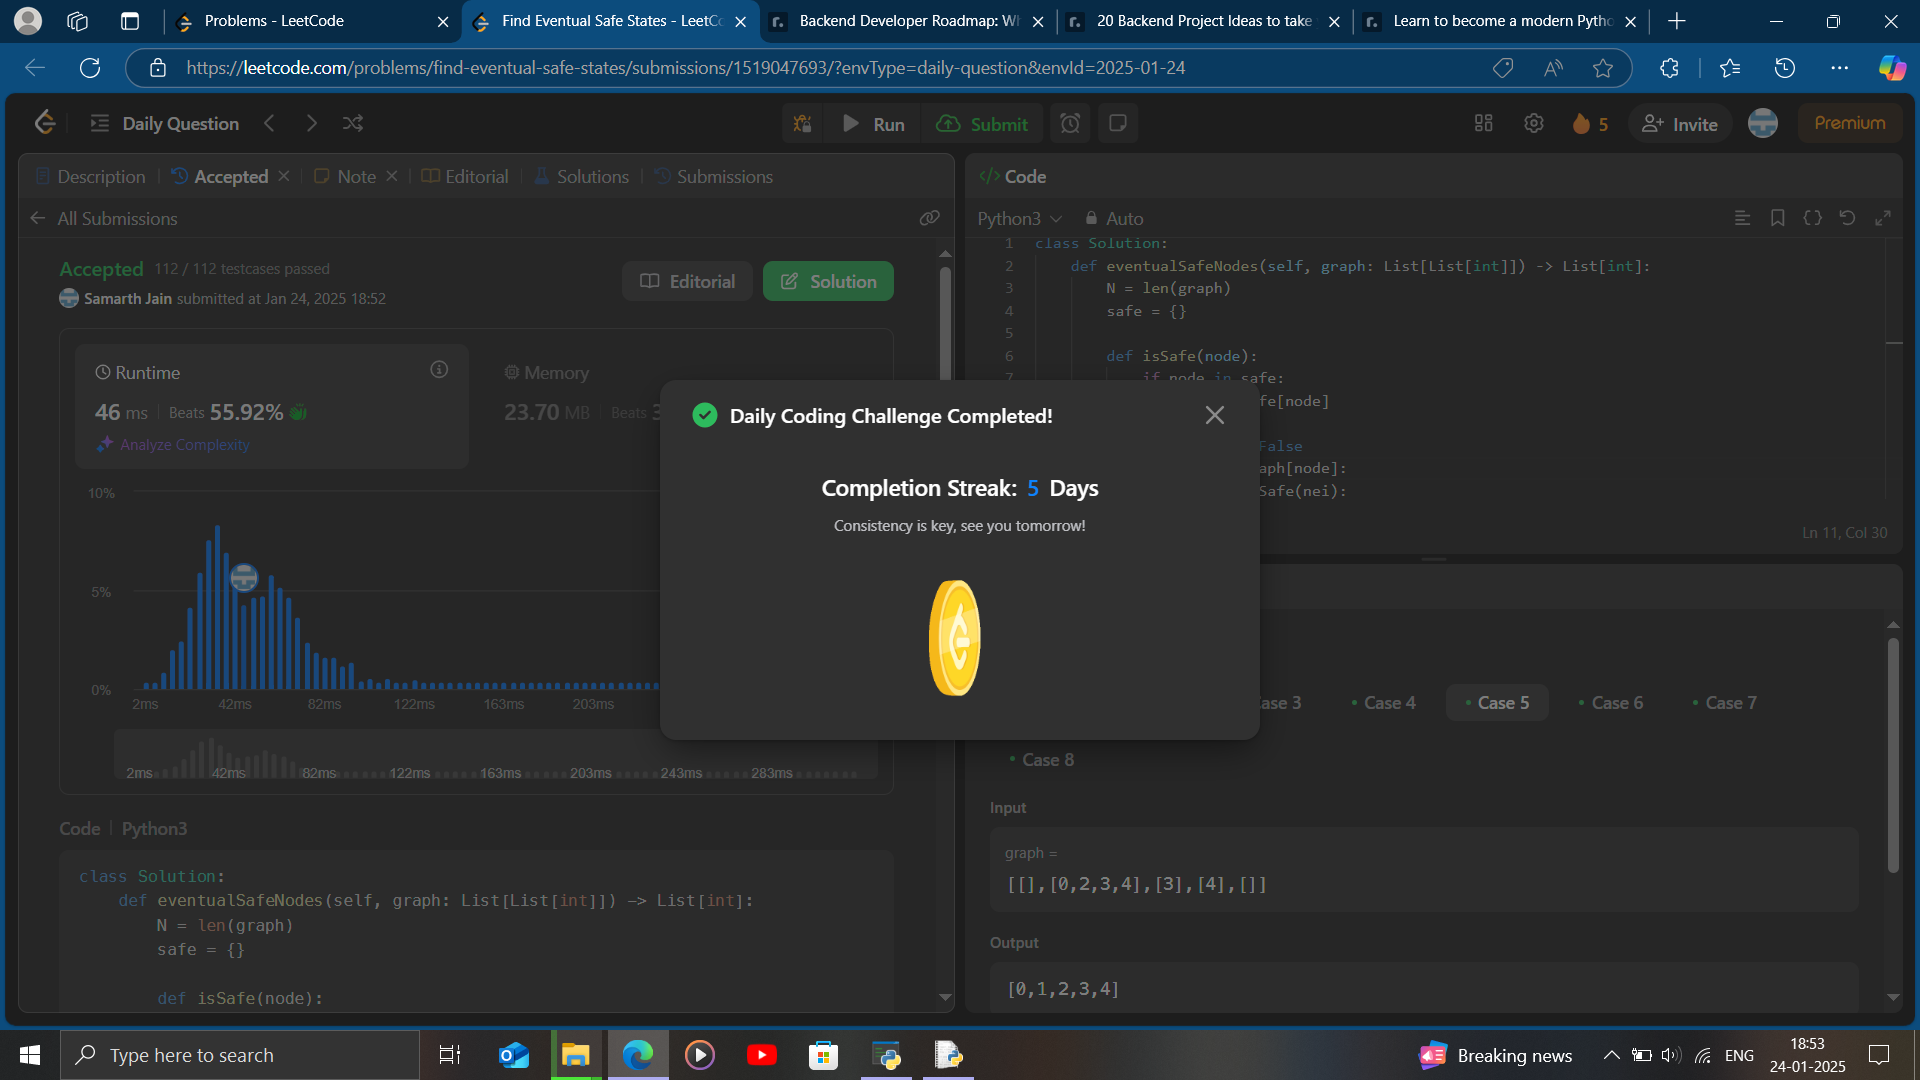 Problems - LeetCode
Find Eventual Safe States - LeetCo
Backend Developer Roadmap: Wh
20 Backend Project Ideas to take
Learn to become a modern Pytho
https://leetcode.com/problems/find-eventual-safe-states/submissions/1519047693/?envType=daily-question&envId=2025-01-24
Daily Question
Run
Submit
5
Invite
Premium
Description
Accepted
Note
Editorial
Solutions
Submissions
All Submissions
Accepted 112 / 112 testcases passed
Samarth Jain submitted at Jan 24, 2025 18:52
Editorial
Solution
Runtime
46 ms Beats 55.92%
Analyze Complexity
Memory
23.70 MB Beats 3
10%
5%
0%
2ms 42ms 82ms 122ms 163ms 203ms
2ms 42ms 82ms 122ms 163ms 203ms 243ms 283ms
Code Python3
class Solution:
def eventualSafeNodes(self, graph: List[List[int]]) -> List[int]:
N = len(graph)
safe = {}
def isSafe(node):
Daily Coding Challenge Completed!
Completion Streak: 5 Days
Consistency is key, see you tomorrow!
</> Code
Python3
Auto
1 class Solution:
2 def eventualSafeNodes(self, graph: List[List[int]]) -> List[int]:
3 N = len(graph)
4 safe = {}
5
6 def isSafe(node):
7 if node in safe:
fe[node]
False
aph[node]:
Safe(nei):
Ln 11, Col 30
ase 3
Case 4
Case 5
Case 6
Case 7
Case 8
Input
graph =
[[],[0,2,3,4],[3],[4],[]]
Output
[0,1,2,3,4]
Type here to search
Breaking news
ENG
18:53
24-01-2025